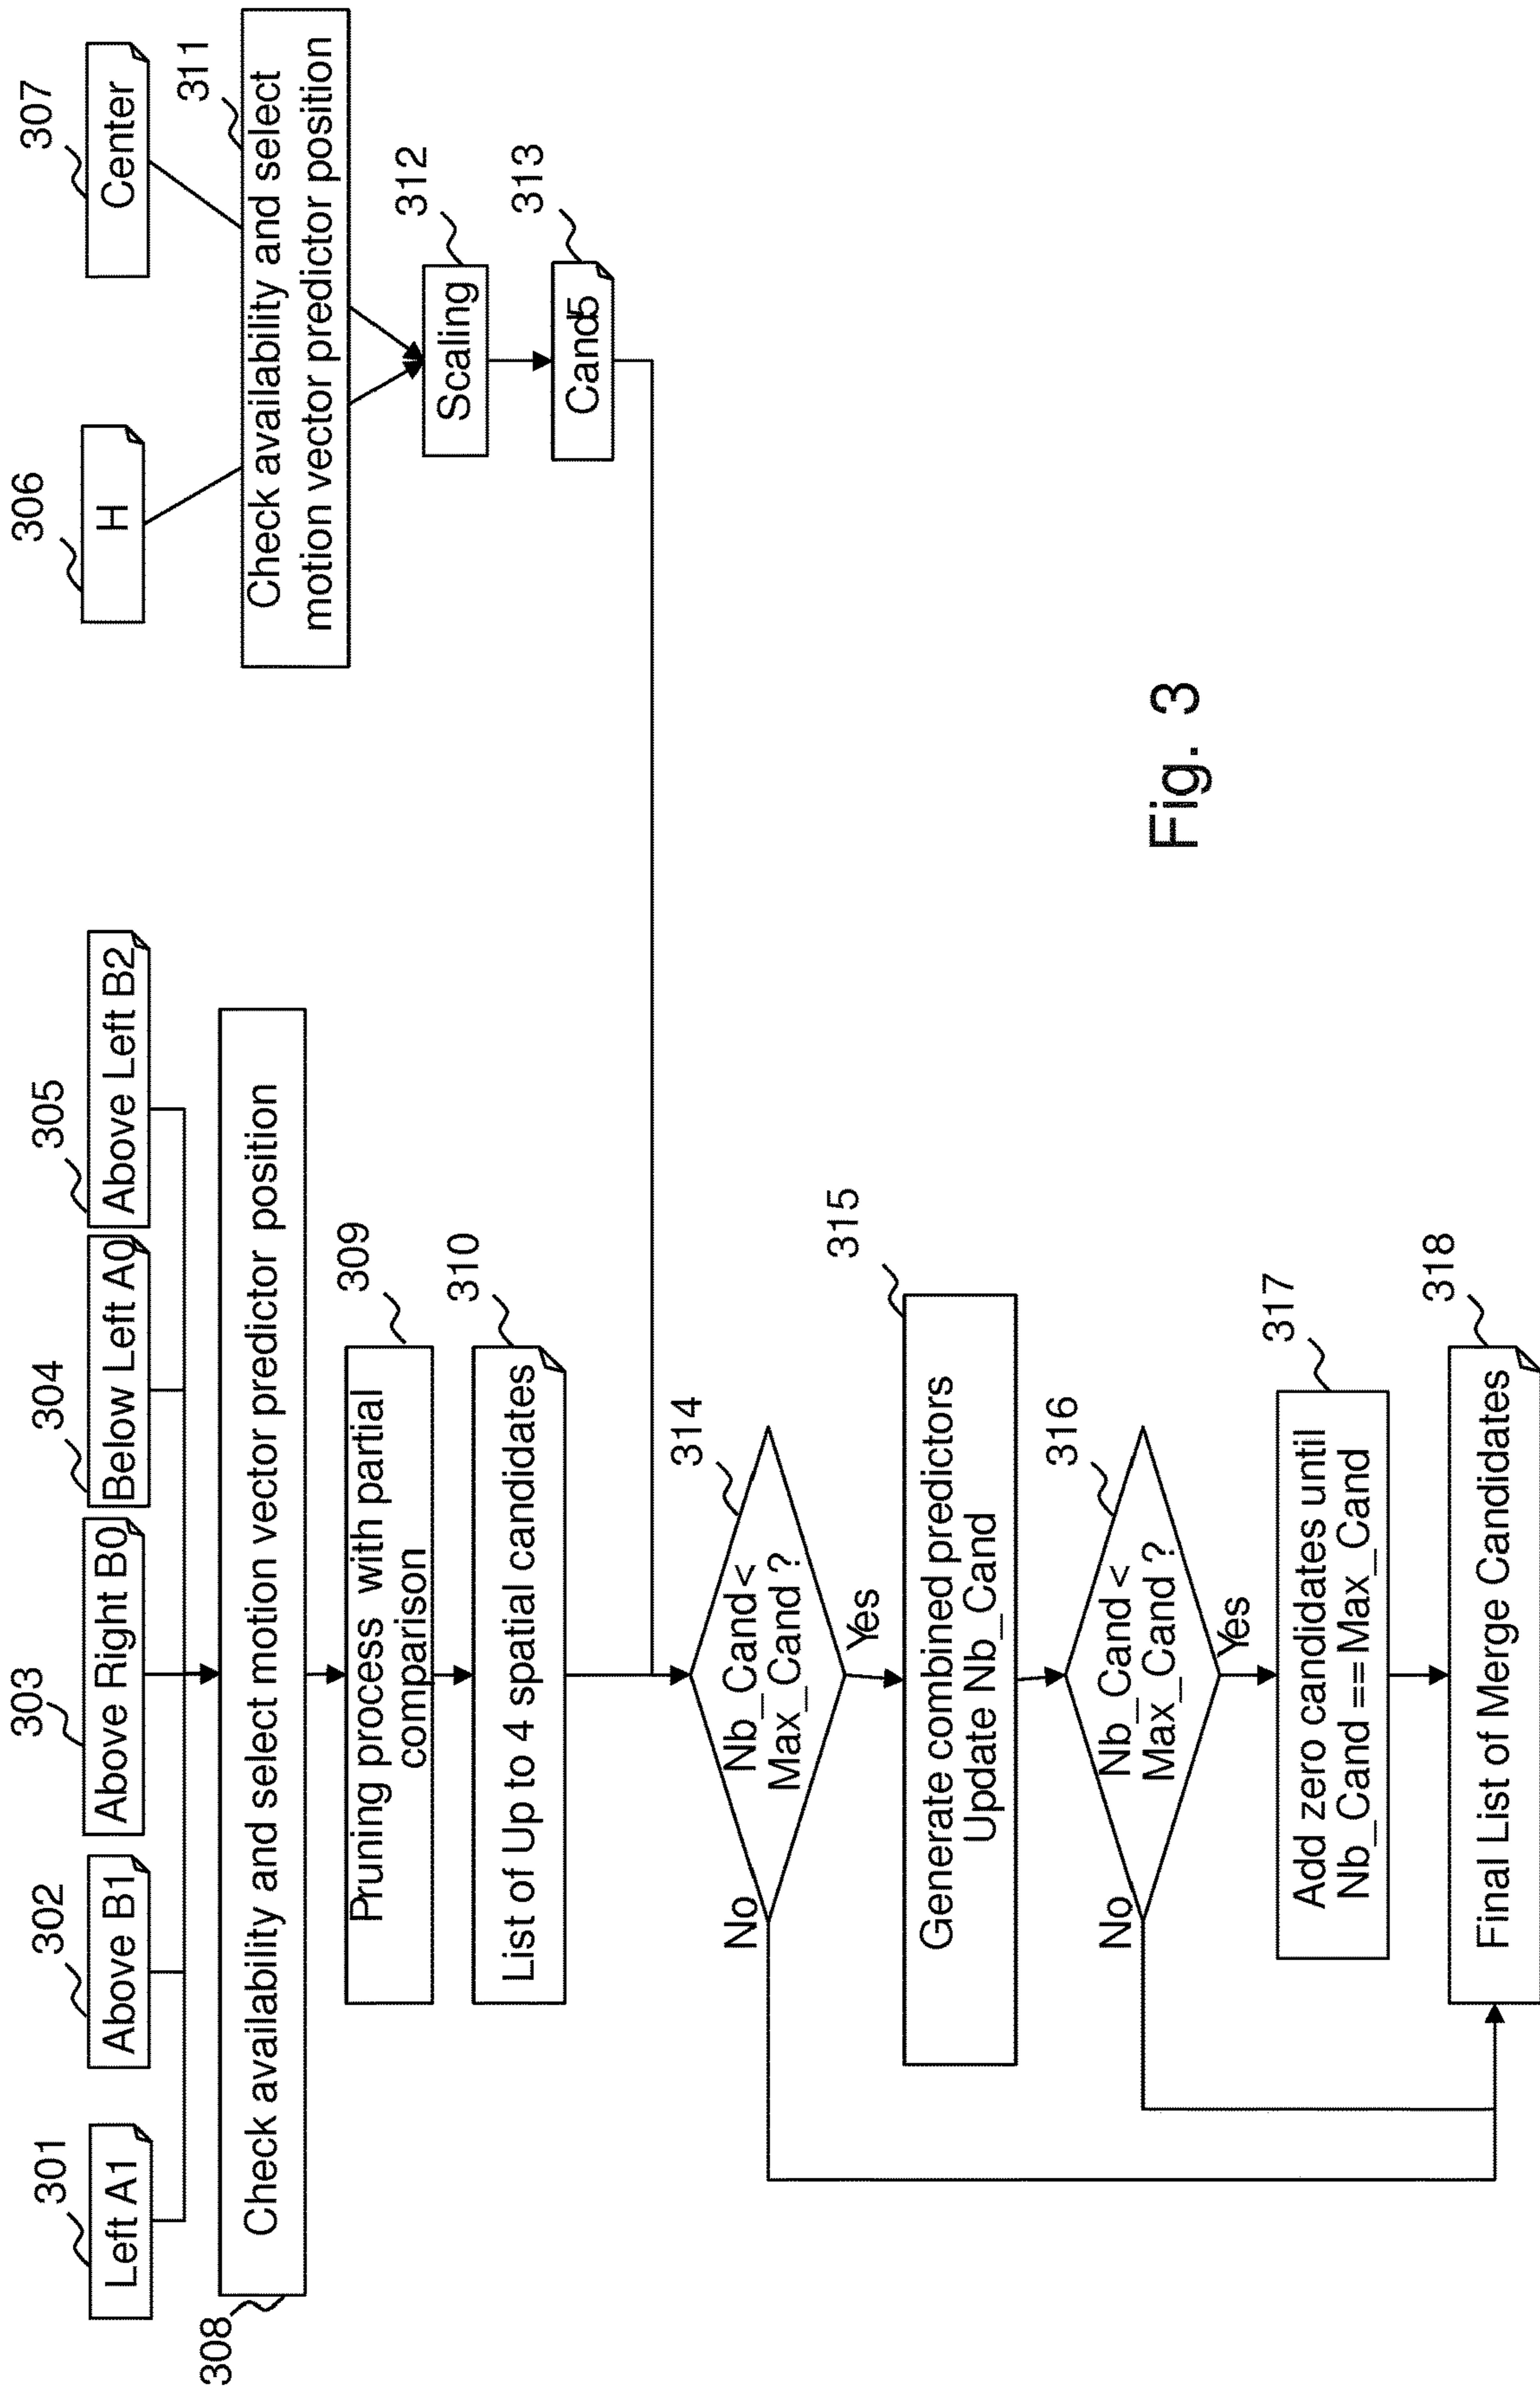 301
Left A1
302
Above B1
303
Above Right B0
304
Below Left A0
305
Above Left B2
306
H
307
Center
308
Check availability and select motion vector predictor position
311
Check availability and select
motion vector predictor position
309
Pruning process with partial
comparison
312
Scaling
310
List of Up to 4 spatial candidates
313
Cand5
314
Nb_Cand <
Max_Cand ?
No
Yes
315
Generate combined predictors
Update Nb_Cand
316
Nb_Cand <
Max_Cand ?
No
Yes
317
Add zero candidates until
Nb_Cand == Max_Cand
318
Final List of Merge Candidates
Fig. 3